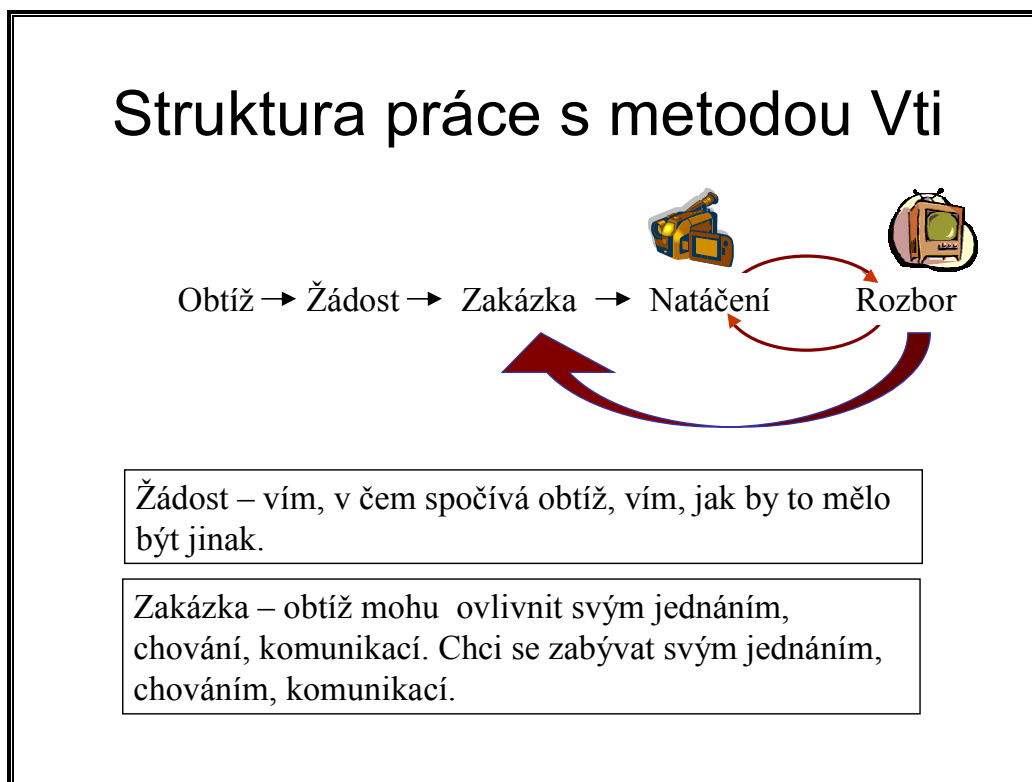 Struktura práce s metodou Vti
Obtíž Žádost Zakázka Natáčení Rozbor
Žádost – vím, v čem spočívá obtíž, vím, jak by to mělo
být jinak.
Zakázka – obtíž mohu ovlivnit svým jednáním,
chování, komunikací. Chci se zabývat svým jednáním,
chováním, komunikací.